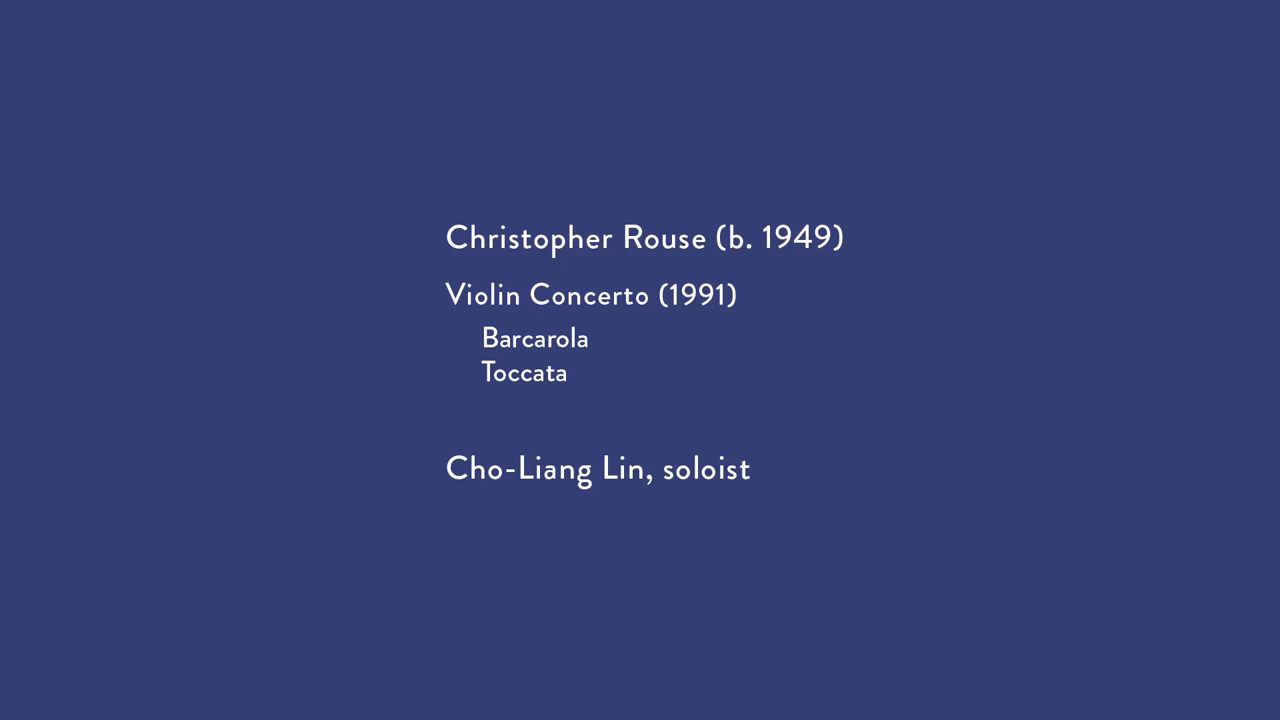 Christopher Rouse (b. 1949)
Violin Concerto (1991)
Barcarola
Toccata
Cho-Liang Lin, soloist